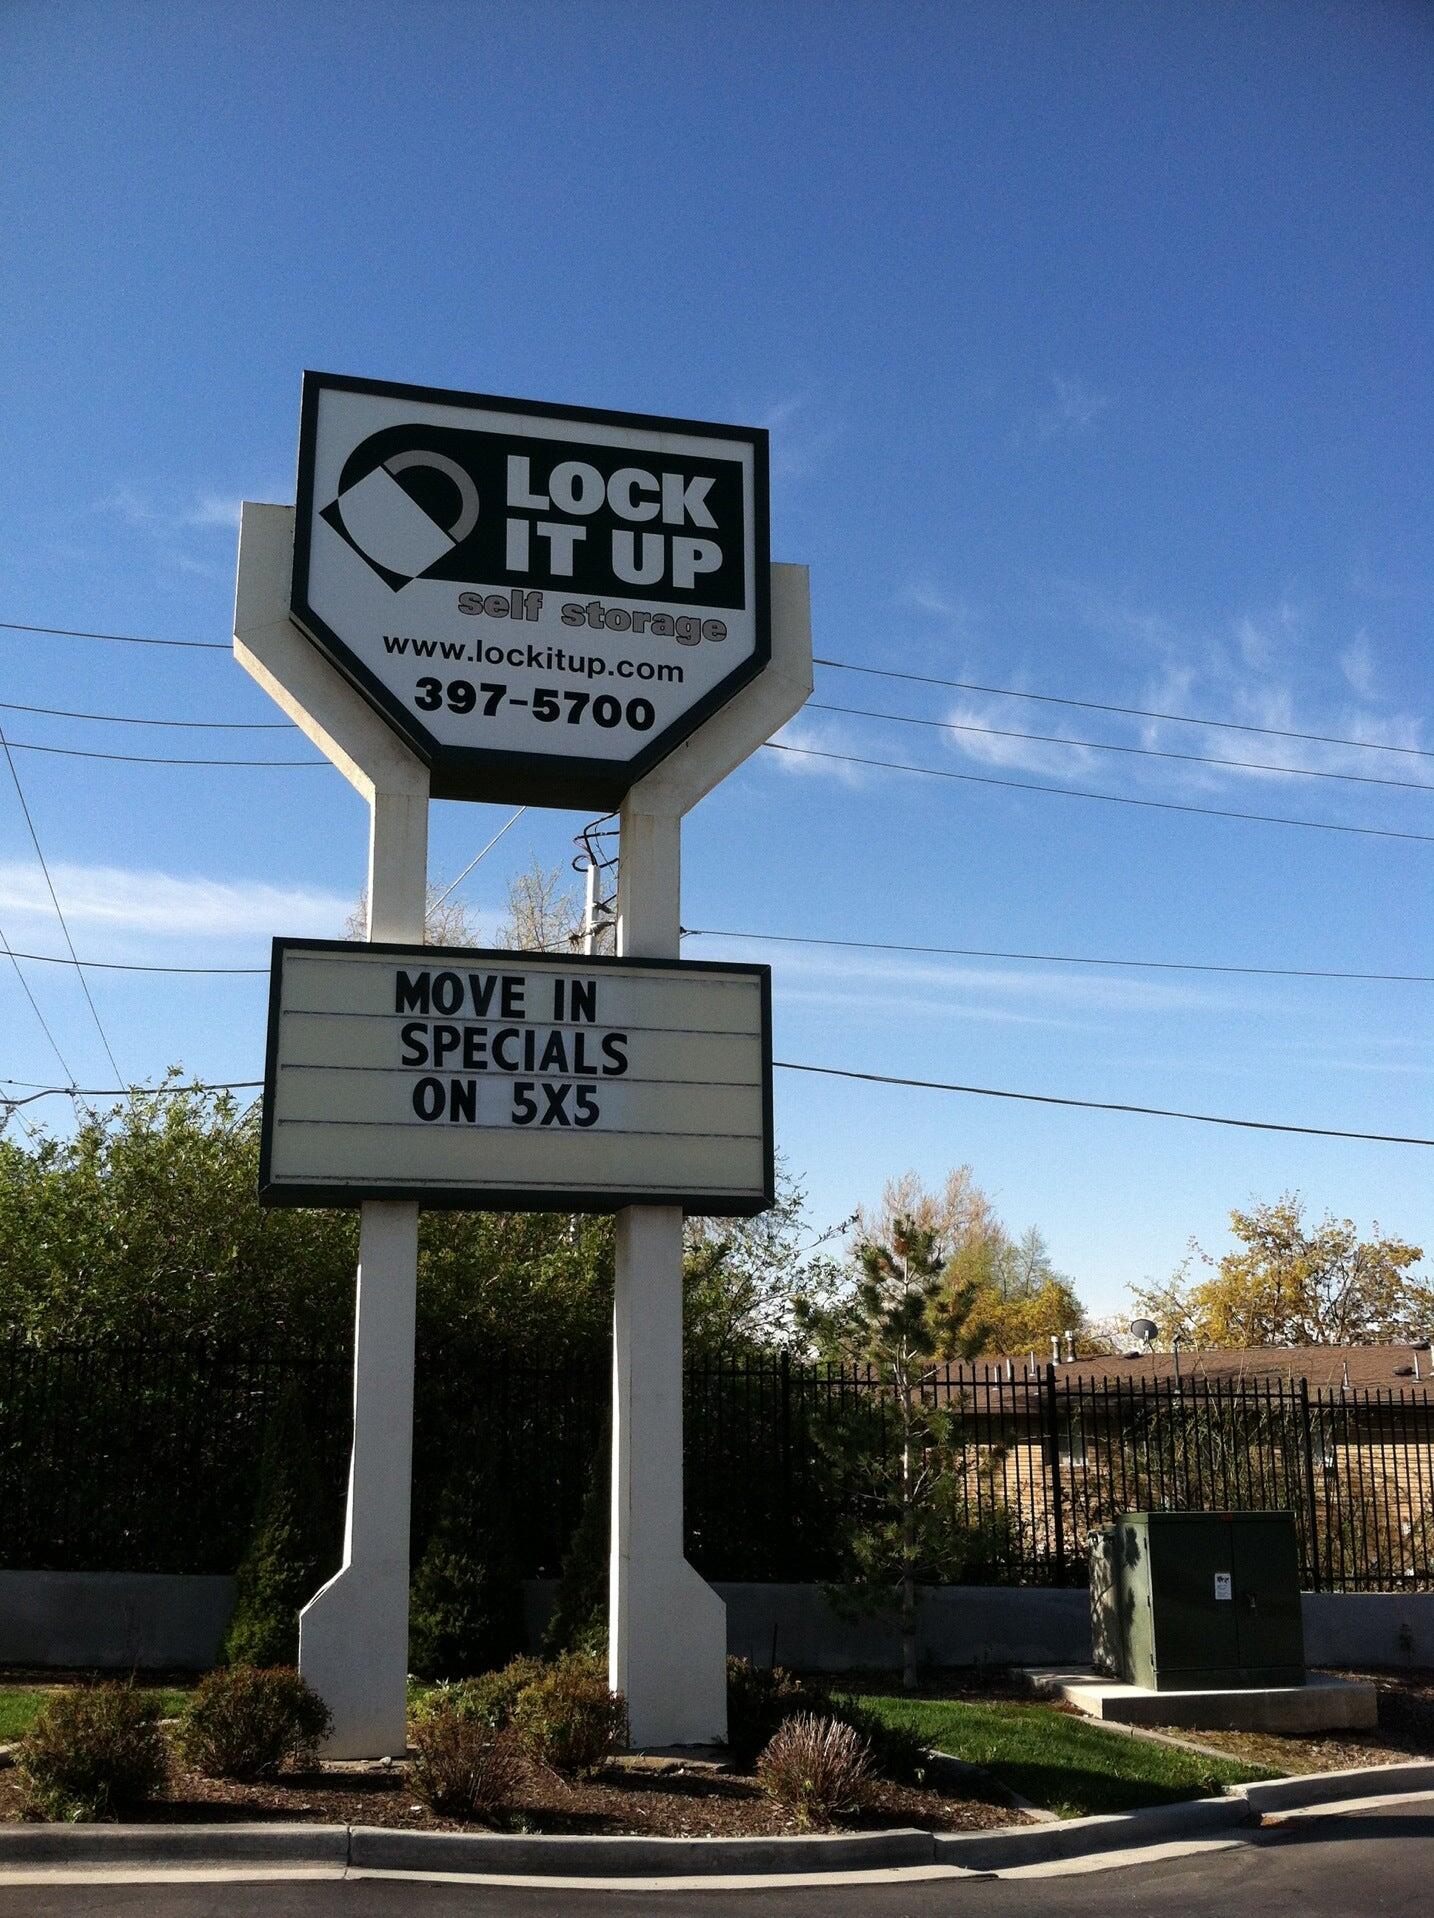 LOCK
IT UP
self storage
www.lockitup.com
397-5700
MOVE IN
SPECIALS
ON 5X5